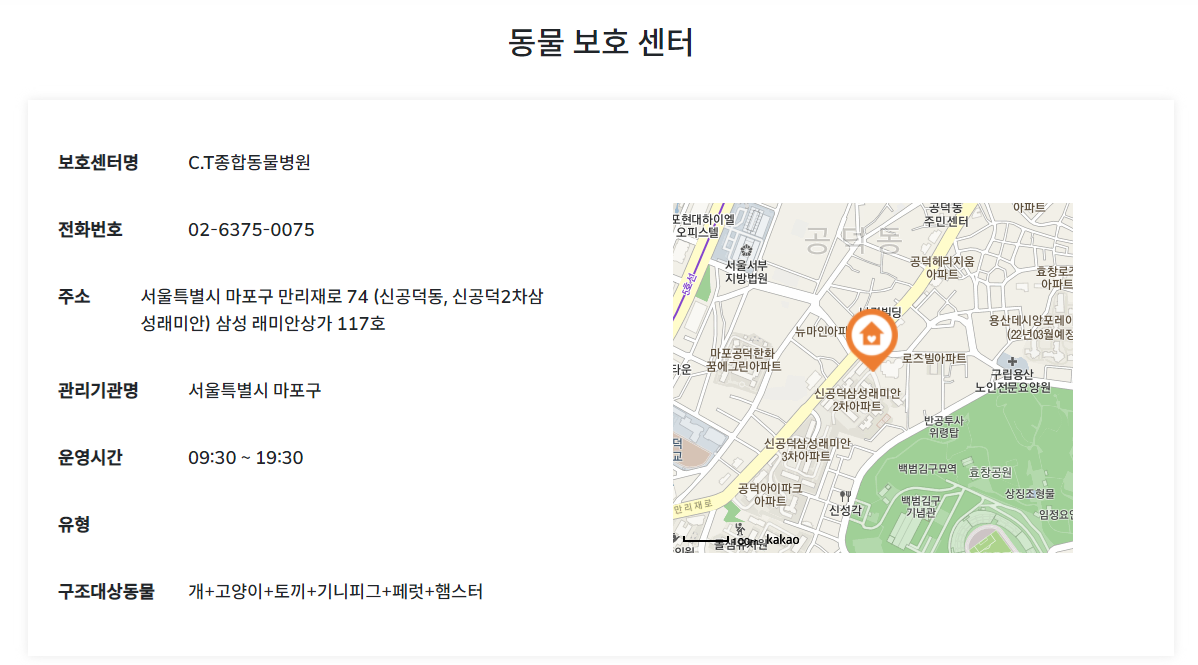 동물 보호 센터
보호센터명 C.T종합동물병원
전화번호 02-6375-0075
주소 서울특별시 마포구 만리재로 74 (신공덕동, 신공덕2차삼
성래미안) 삼성 래미안상가 117호
관리기관명 서울특별시 마포구
운영시간 09:30 ~ 19:30
유형
구조대상동물 개+고양이+토끼+기니피그+페럿+햄스터
포현대하이엘
오피스텔
공덕동
주민센터
아파트
공덕동
서울서부
지방법원
5호선
공덕헤리지움
아파트
효창로즈
아파트
뉴마인아파
용산데시앙포레
(22년03월예정
마포공덕한화
꿈에그린아파트
타운
로즈빌아파트
구립용산
노인전문요양원
신공덕삼성래미안
2차아파트
반공투사
위령탑
신공덕삼성래미안
3차아파트
백범김구묘역
효창공원
공덕아이파크
아파트
상징조형물
백범김구
기념관
신성각
임정요인
만리재로
100m
kakao